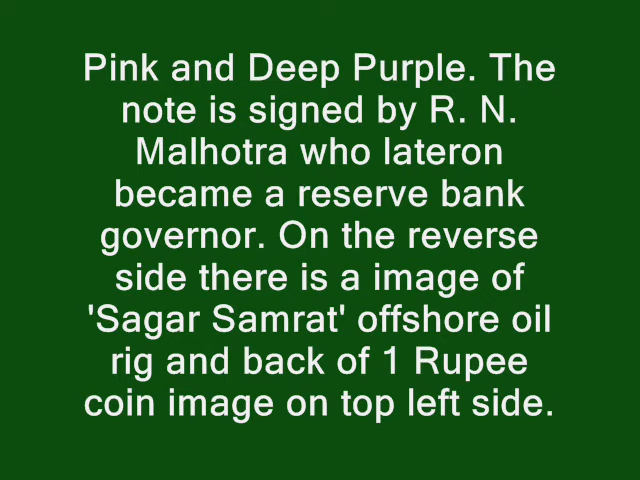 Pink and Deep Purple. The
note is signed by R. N.
Malhotra who lateron
became a reserve bank
governor. On the reverse
side there is a image of
'Sagar Samrat' offshore oil
rig and back of 1 Rupee
coin image on top left side.